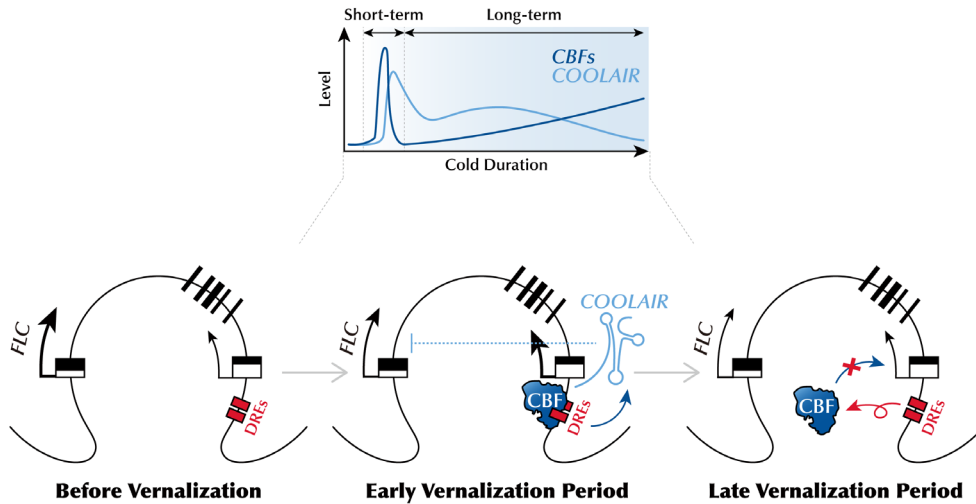 Short-term
Long-term
Level
CBFs
COOLAIR
Cold Duration
FLC
DREs
FLC
COOLAIR
CBF
DREs
FLC
CBF
DREs
Before Vernalization
Early Vernalization Period
Late Vernalization Period